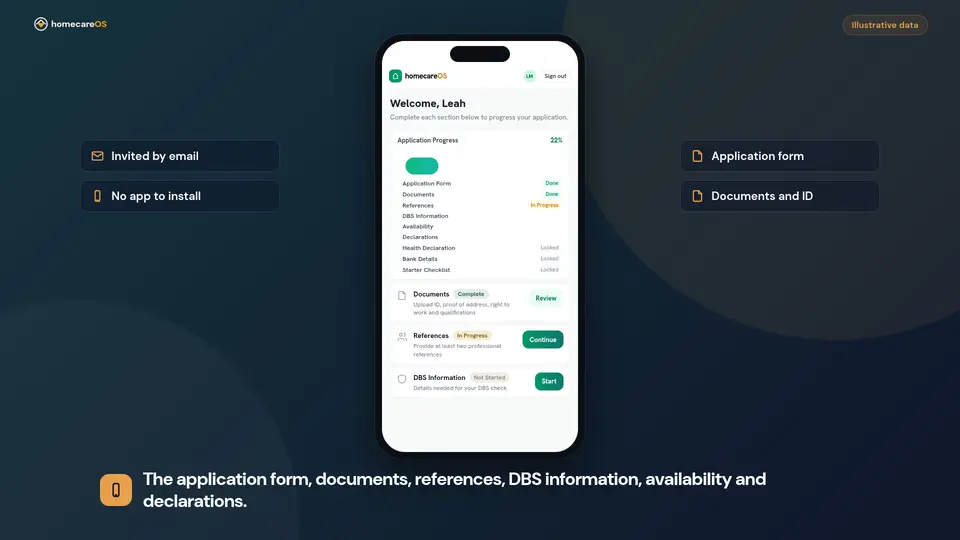 homecareOS
Illustrative data
Invited by email
No app to install
homecareOS
LM
Sign out
Welcome, Leah
Complete each section below to progress your application.
Application Progress
22%
Application Form
Done
Documents
Done
References
In Progress
DBS Information
Availability
Declarations
Health Declaration
Locked
Bank Details
Locked
Starter Checklist
Locked
Documents
Complete
Upload ID, proof of address, right to
work and qualifications
Review
References
In Progress
Provide at least two professional
references
Continue
DBS Information
Not Started
Details needed for your DBS check
Start
Application form
Documents and ID
The application form, documents, references, DBS information, availability and
declarations.